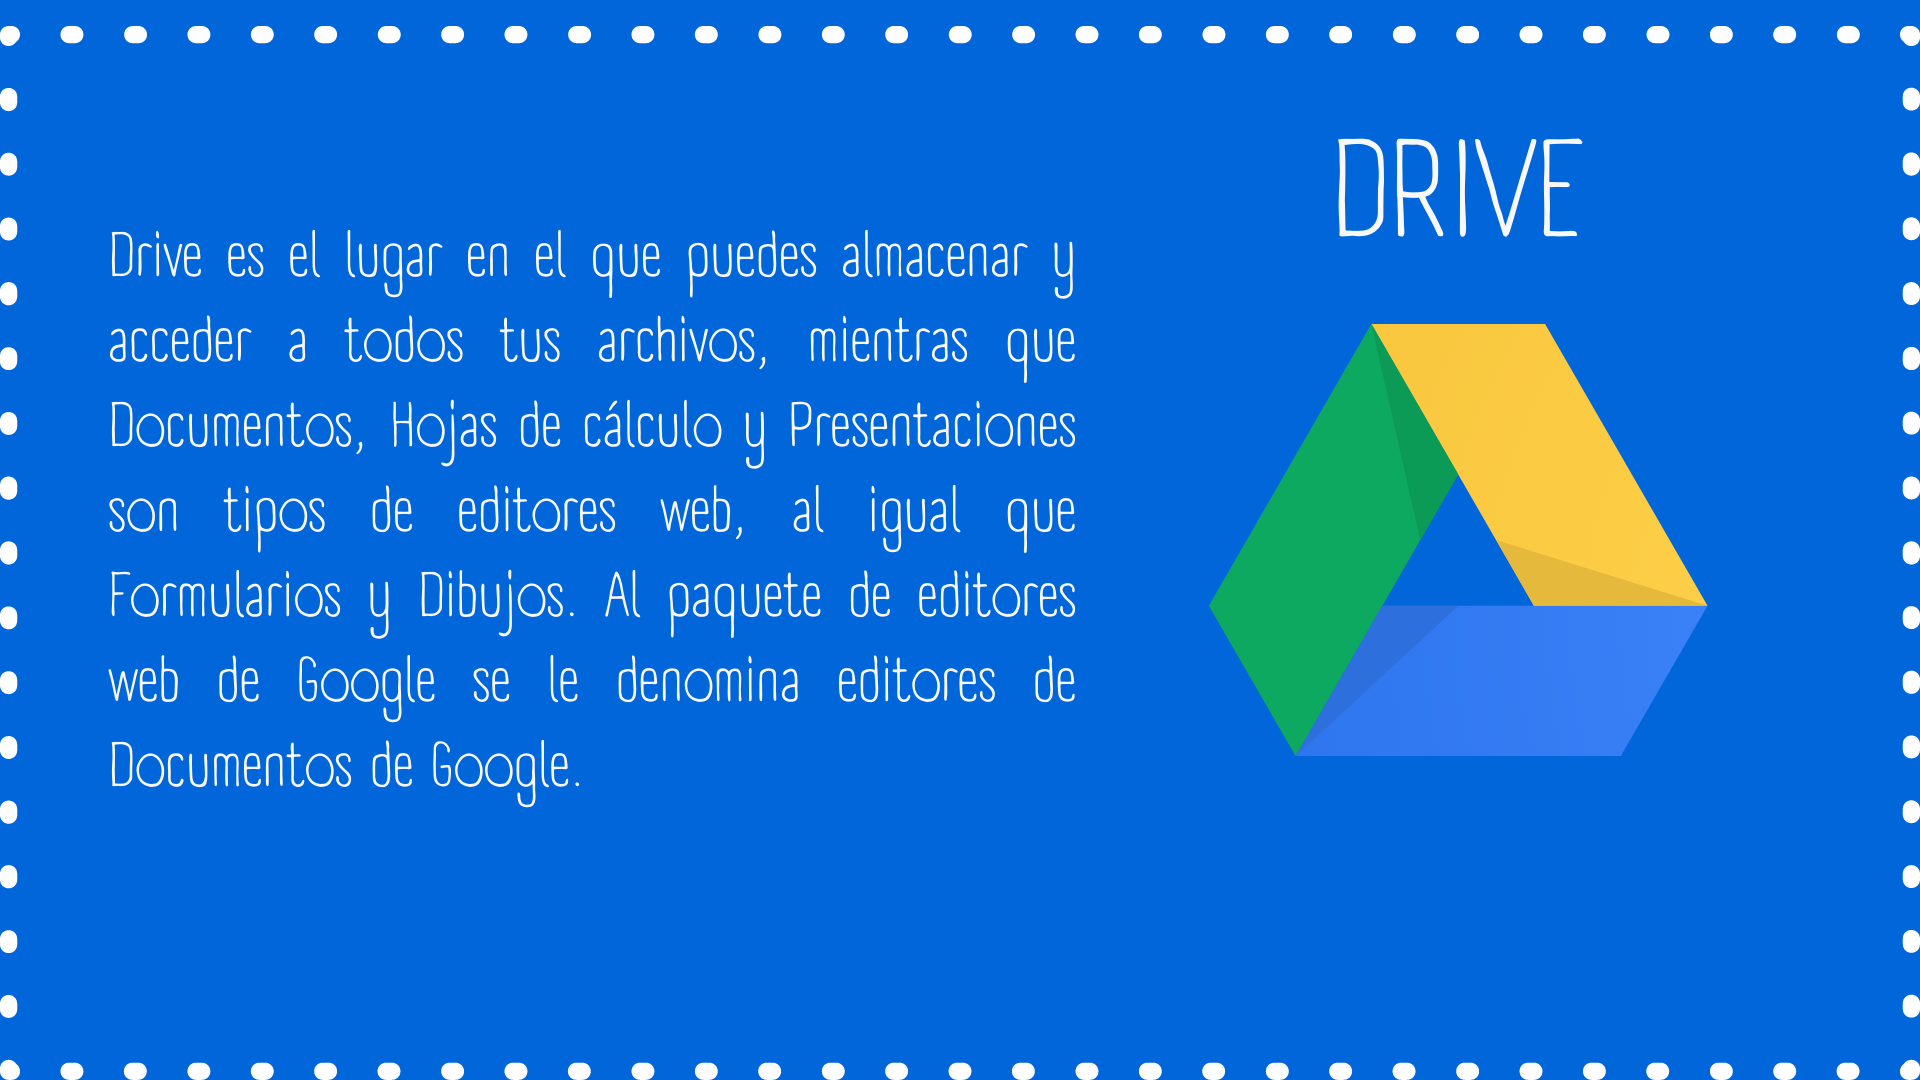 DRIVE
Drive es el lugar en el que puedes almacenar y
acceder a todos tus archivos, mientras que
Documentos, Hojas de cálculo y Presentaciones
son tipos de editores web, al igual que
Formularios y Dibujos. Al paquete de editores
web de Google se le denomina editores de
Documentos de Google.